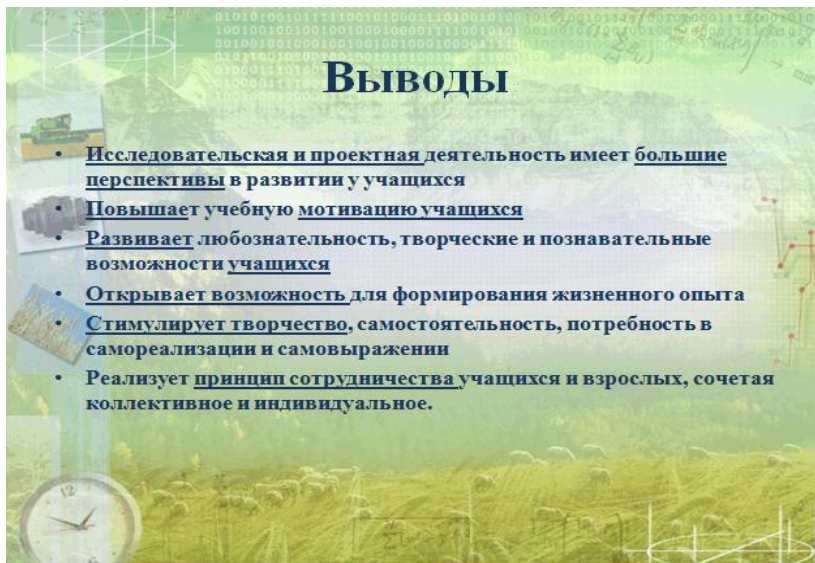 Выводы
• Исследовательская и проектная деятельность имеет большие
перспективы в развитии у учащихся
• Повышает учебную мотивацию учащихся
• Развивает любознательность, творческие и познавательные
возможности учащихся
• Открывает возможность для формирования жизненного опыта
• Стимулирует творчество, самостоятельность, потребность в
самореализации и самовыражении
• Реализует принцип сотрудничества учащихся и взрослых, сочетая
коллективное и индивидуальное.
12